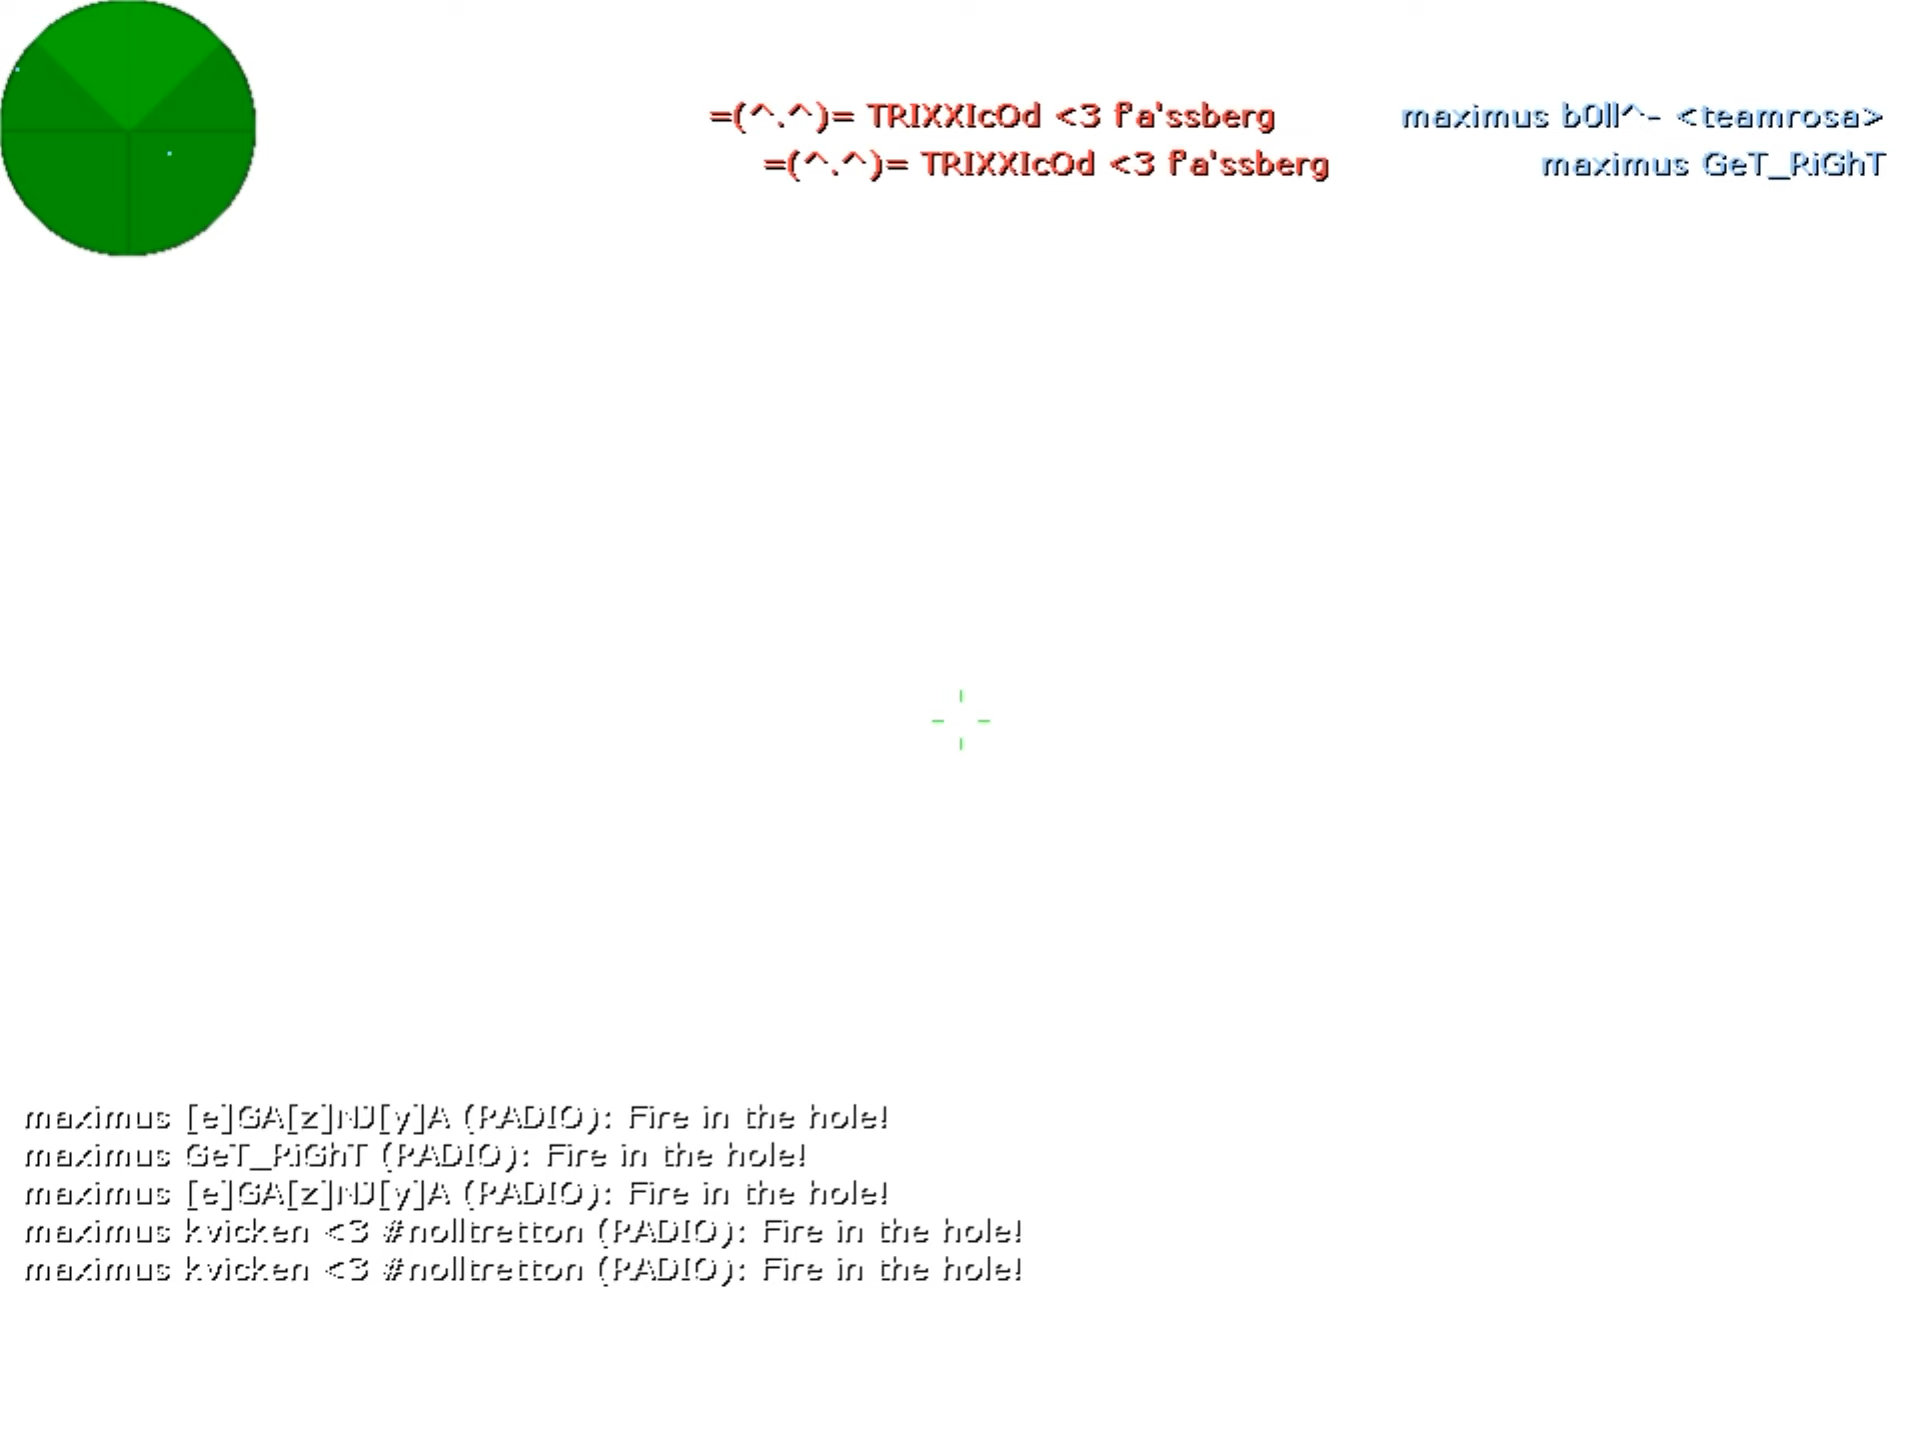 =(^.^)= TRIXXIcOd <3 f'a'ssberg maximus b0ll^- <teamrosa>
=(^.^)= TRIXXIcOd <3 f'a'ssberg maximus GeT_RiGhT
maximus [e]GA[z]NJ[y]A (RADIO): Fire in the hole!
maximus GeT_RiGhT (RADIO): Fire in the hole!
maximus [e]GA[z]NJ[y]A (RADIO): Fire in the hole!
maximus kvicken <3 #nolltretton (RADIO): Fire in the hole!
maximus kvicken <3 #nolltretton (RADIO): Fire in the hole!